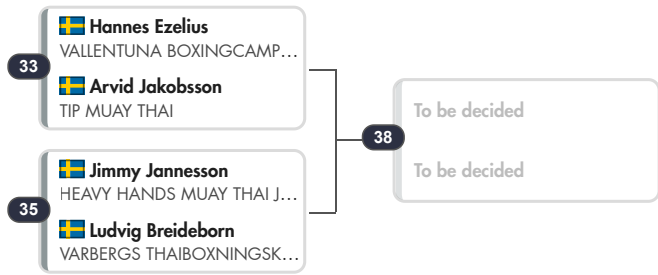 Hannes Ezelius
VALLENTUNA BOXINGCAMP...
33
Arvid Jakobsson
TIP MUAY THAI
To be decided
38
To be decided
Jimmy Jannesson
HEAVY HANDS MUAY THAI J...
35
Ludvig Breideborn
VARBERGS THAIBOXNINGSK...